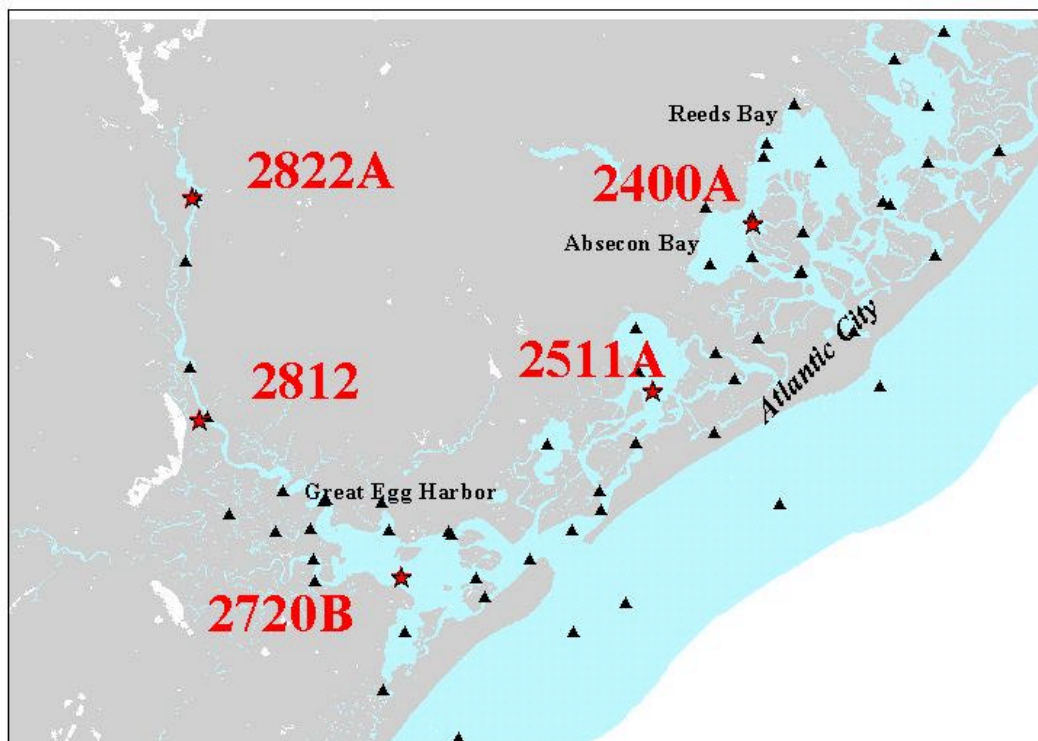 Reeds Bay
2822A
2400A
Absecon Bay
Atlantic City
2511A
2812
Great Egg Harbor
2720B